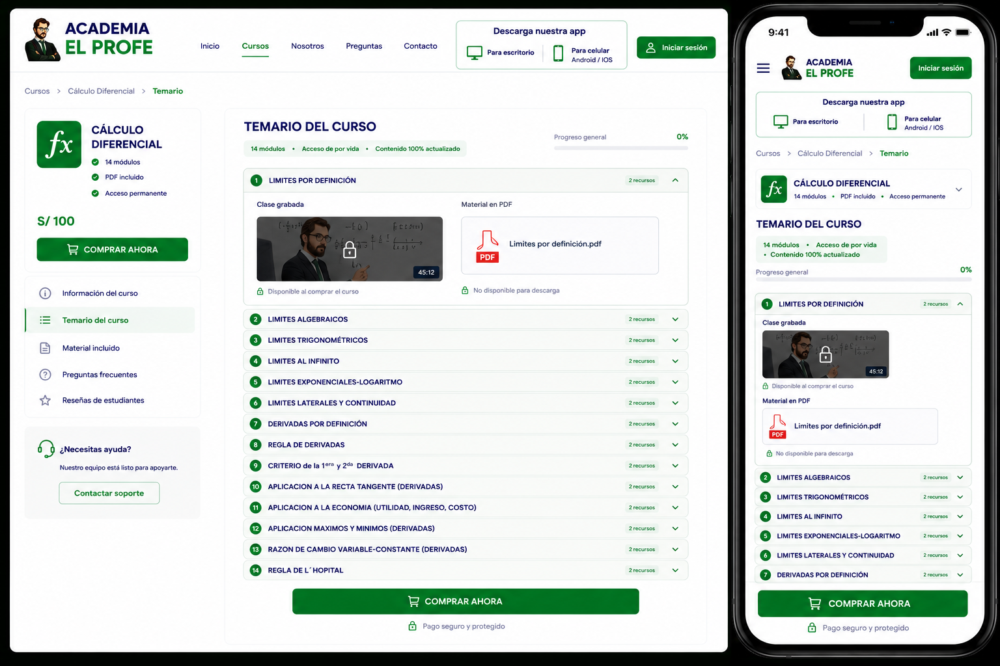 ACADEMIA
EL PROFE
Inicio
Cursos
Nosotros
Preguntas
Contacto
Descarga nuestra app
Para escritorio
Para celular
Android / IOS
Iniciar sesión
Cursos > Cálculo Diferencial > Temario
fx
CÁLCULO
DIFERENCIAL
14 módulos
PDF incluido
Acceso permanente
S/ 100
COMPRAR AHORA
Información del curso
Temario del curso
Material incluido
Preguntas frecuentes
Reseñas de estudiantes
¿Necesitas ayuda?
Nuestro equipo está listo para apoyarte.
Contactar soporte
TEMARIO DEL CURSO
14 módulos • Acceso de por vida • Contenido 100% actualizado
Progreso general
0%
1 LIMITES POR DEFINICIÓN 2 recursos
Clase grabada
45:12
Disponible al comprar el curso
Material en PDF
PDF
Limites por definición.pdf
No disponible para descarga
2 LIMITES ALGEBRAICOS 2 recursos
3 LIMITES TRIGONOMÉTRICOS 2 recursos
4 LIMITES AL INFINITO 2 recursos
5 LIMITES EXPONENCIALES-LOGARITMO 2 recursos
6 LIMITES LATERALES Y CONTINUIDAD 2 recursos
7 DERIVADAS POR DEFINICIÓN 2 recursos
8 REGLA DE DERIVADAS 2 recursos
9 CRITERIO de la 1ᵉʳᵃ y 2ᵈᵃ DERIVADA 2 recursos
10 APLICACION A LA RECTA TANGENTE (DERIVADAS) 2 recursos
11 APLICACION A LA ECONOMIA (UTILIDAD, INGRESO, COSTO) 2 recursos
12 APLICACION MAXIMOS Y MINIMOS (DERIVADAS) 2 recursos
13 RAZON DE CAMBIO VARIABLE-CONSTANTE (DERIVADAS) 2 recursos
14 REGLA DE L´HOPITAL 2 recursos
COMPRAR AHORA
Pago seguro y protegido
9:41
ACADEMIA
EL PROFE
Iniciar sesión
Descarga nuestra app
Para escritorio
Para celular
Android / IOS
Cursos > Cálculo Diferencial > Temario
fx
CÁLCULO DIFERENCIAL
14 módulos • PDF incluido • Acceso permanente
TEMARIO DEL CURSO
14 módulos • Acceso de por vida
• Contenido 100% actualizado
Progreso general
0%
1 LIMITES POR DEFINICIÓN 2 recursos
Clase grabada
45:12
Disponible al comprar el curso
Material en PDF
PDF
Limites por definición.pdf
No disponible para descarga
2 LIMITES ALGEBRAICOS 2 recursos
3 LIMITES TRIGONOMÉTRICOS 2 recursos
4 LIMITES AL INFINITO 2 recursos
5 LIMITES EXPONENCIALES-LOGARITMO 2 recursos
6 LIMITES LATERALES Y CONTINUIDAD 2 recursos
7 DERIVADAS POR DEFINICIÓN 2 recursos
COMPRAR AHORA
Pago seguro y protegido